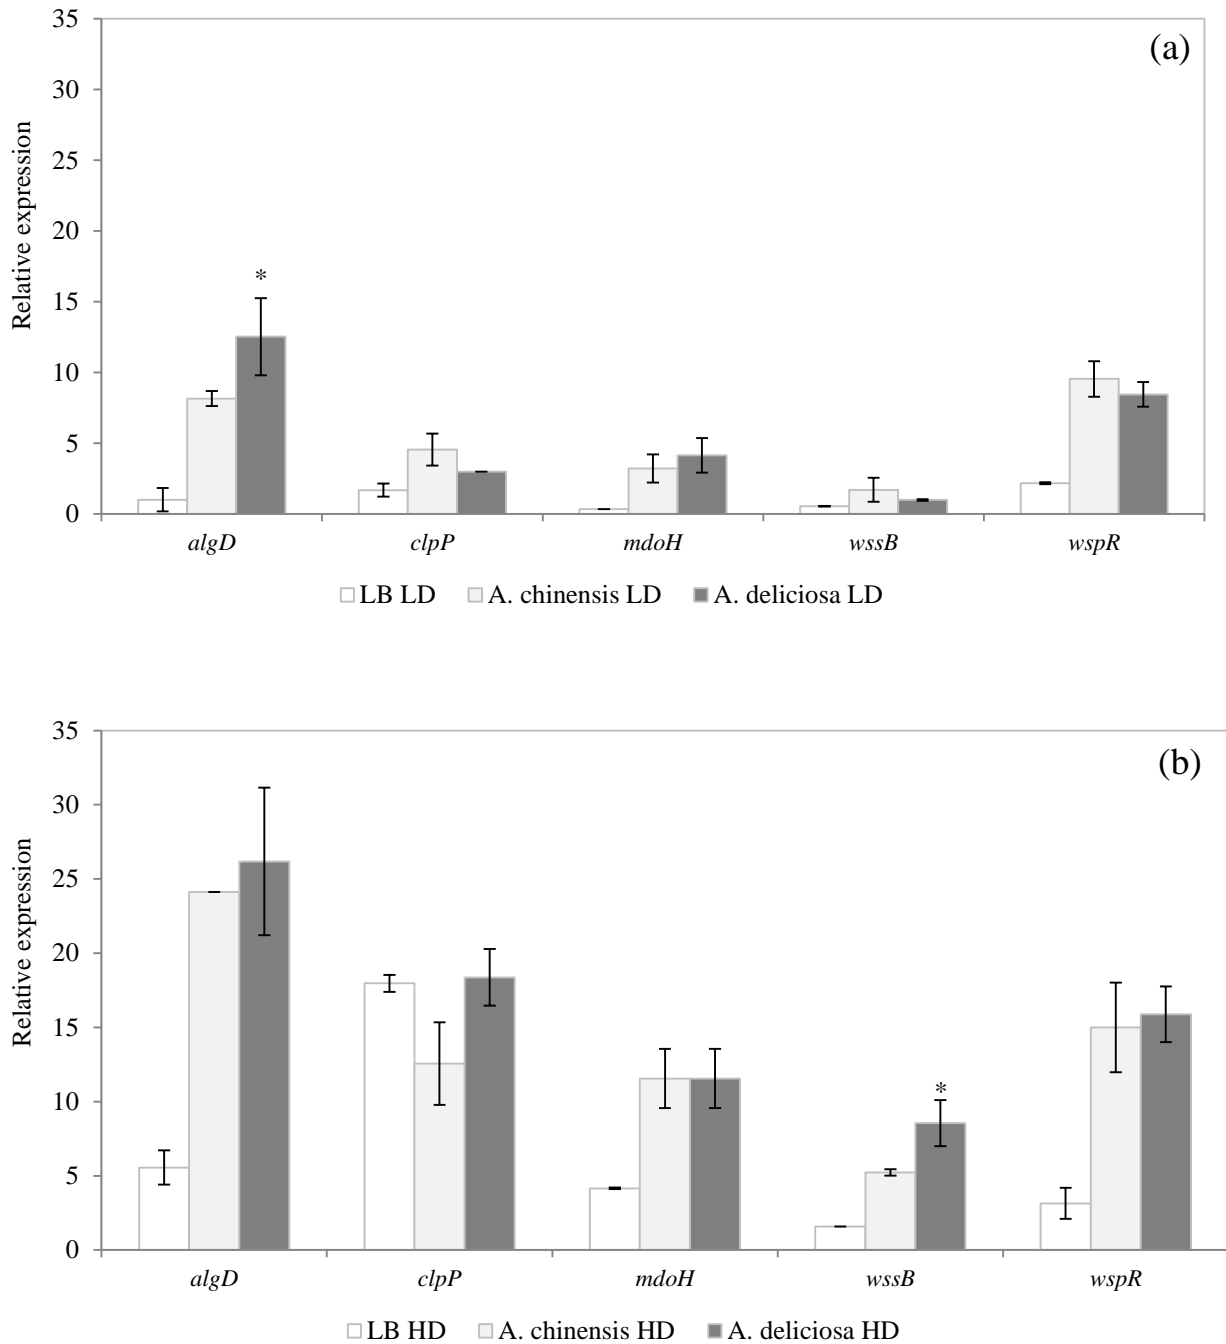 35
(a)
30
25
20
15
10
5
0
Relative expression
*
algD clpP mdoH wssB wspR
LB LD A. chinensis LD A. deliciosa LD
35
(b)
30
25
20
15
10
5
0
Relative expression
*
algD clpP mdoH wssB wspR
LB HD A. chinensis HD A. deliciosa HD